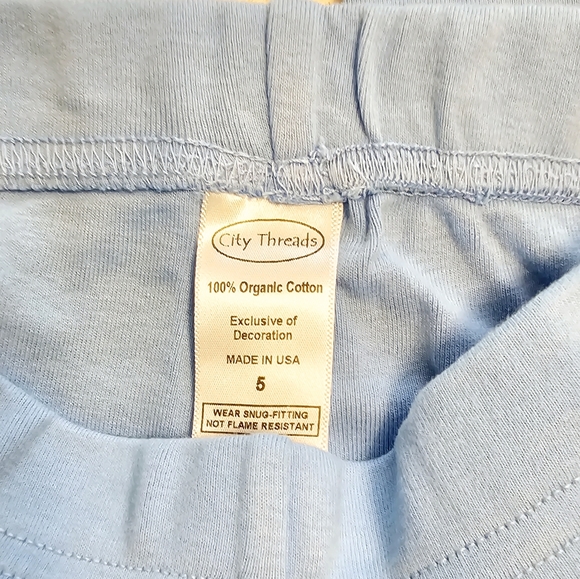 City Threads
100% Organic Cotton
Exclusive of
Decoration
MADE IN USA
5
WEAR SNUG-FITTING
NOT FLAME RESISTANT